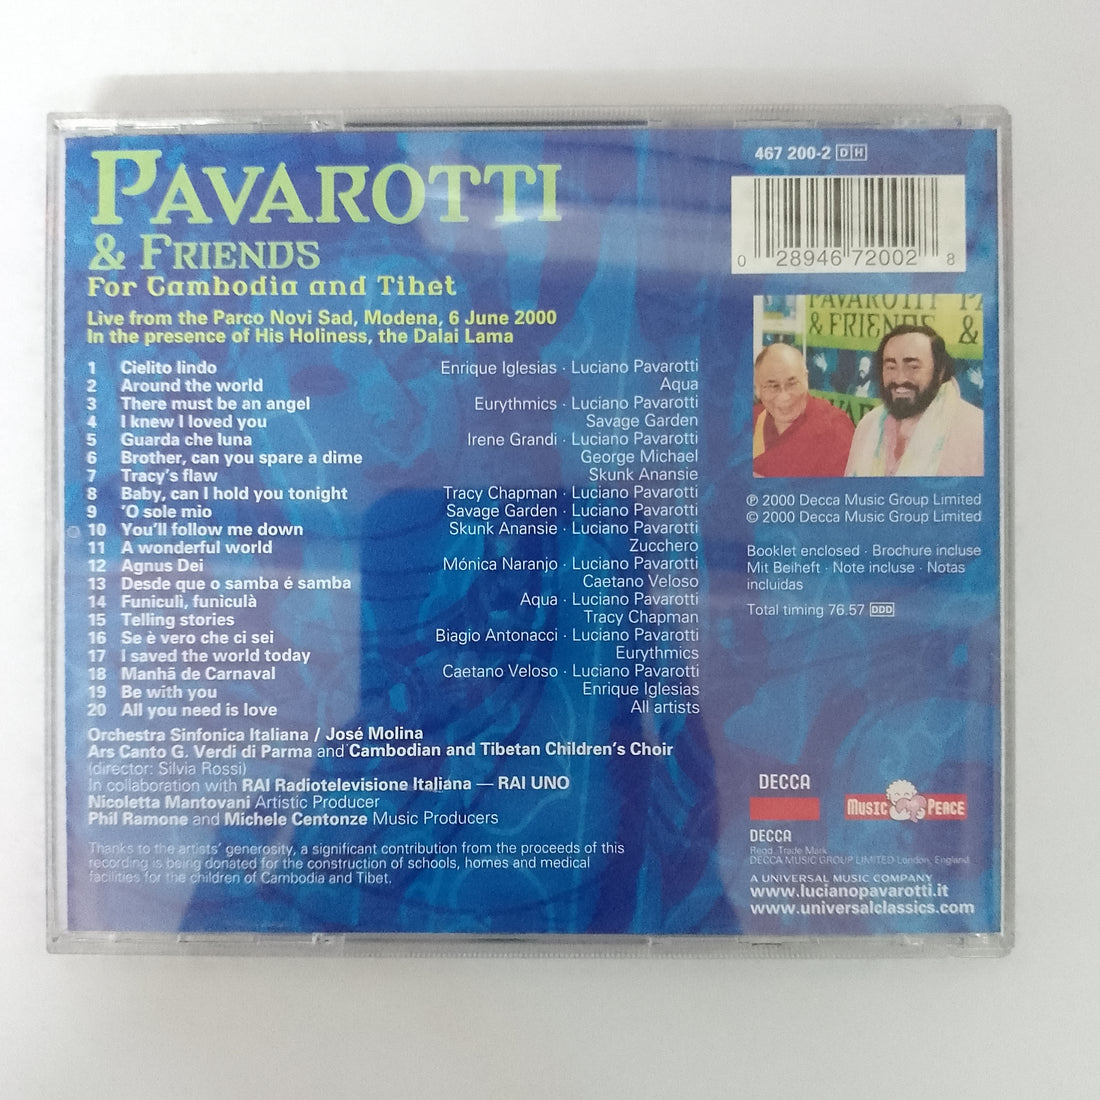 PAVAROTTI
& FRIENDS
For Cambodia and Tibet
Live from the Parco Novi Sad, Modena, 6 June 2000
In the presence of His Holiness, the Dalai Lama
1 Cielito lindo Enrique Iglesias · Luciano Pavarotti
2 Around the world Aqua
3 There must be an angel Eurythmics · Luciano Pavarotti
4 I knew I loved you Savage Garden
5 Guarda che luna Irene Grandi · Luciano Pavarotti
6 Brother, can you spare a dime George Michael
7 Tracy's flaw Skunk Anansie
8 Baby, can I hold you tonight Tracy Chapman · Luciano Pavarotti
9 'O sole mio Savage Garden · Luciano Pavarotti
10 You'll follow me down Skunk Anansie · Luciano Pavarotti
11 A wonderful world Zucchero
12 Agnus Dei Mónica Naranjo · Luciano Pavarotti
13 Desde que o samba é samba Caetano Veloso
14 Funiculì, funiculà Aqua · Luciano Pavarotti
15 Telling stories Tracy Chapman
16 Se è vero che ci sei Biagio Antonacci · Luciano Pavarotti
17 I saved the world today Eurythmics
18 Manhã de Carnaval Caetano Veloso · Luciano Pavarotti
19 Be with you Enrique Iglesias
20 All you need is love All artists
Orchestra Sinfonica Italiana / José Molina
Ars Canto G. Verdi di Parma and Cambodian and Tibetan Children's Choir
(director: Silvia Rossi)
In collaboration with RAI Radiotelevisione Italiana — RAI UNO
Nicoletta Mantovani Artistic Producer
Phil Ramone and Michele Centonze Music Producers
Thanks to the artists' generosity, a significant contribution from the proceeds of this
recording is being donated for the construction of schools, homes and medical
facilities for the children of Cambodia and Tibet.
467 200-2 DH
0 28946 72002 8
PAVAROTTI PA
& FRIENDS &
℗ 2000 Decca Music Group Limited
© 2000 Decca Music Group Limited
Booklet enclosed · Brochure incluse
Mit Beiheft · Note incluse · Notas
incluidas
Total timing 76.57 DDD
DECCA
MUSIC PEACE
DECCA
Regd. Trade Mark
DECCA MUSIC GROUP LIMITED London, England
A UNIVERSAL MUSIC COMPANY
www.lucianopavarotti.it
www.universalclassics.com